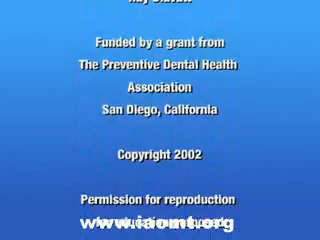 Funded by a grant from
The Preventive Dental Health
Association
San Diego, California
Copyright 2002
Permission for reproduction
www.iaomt.org